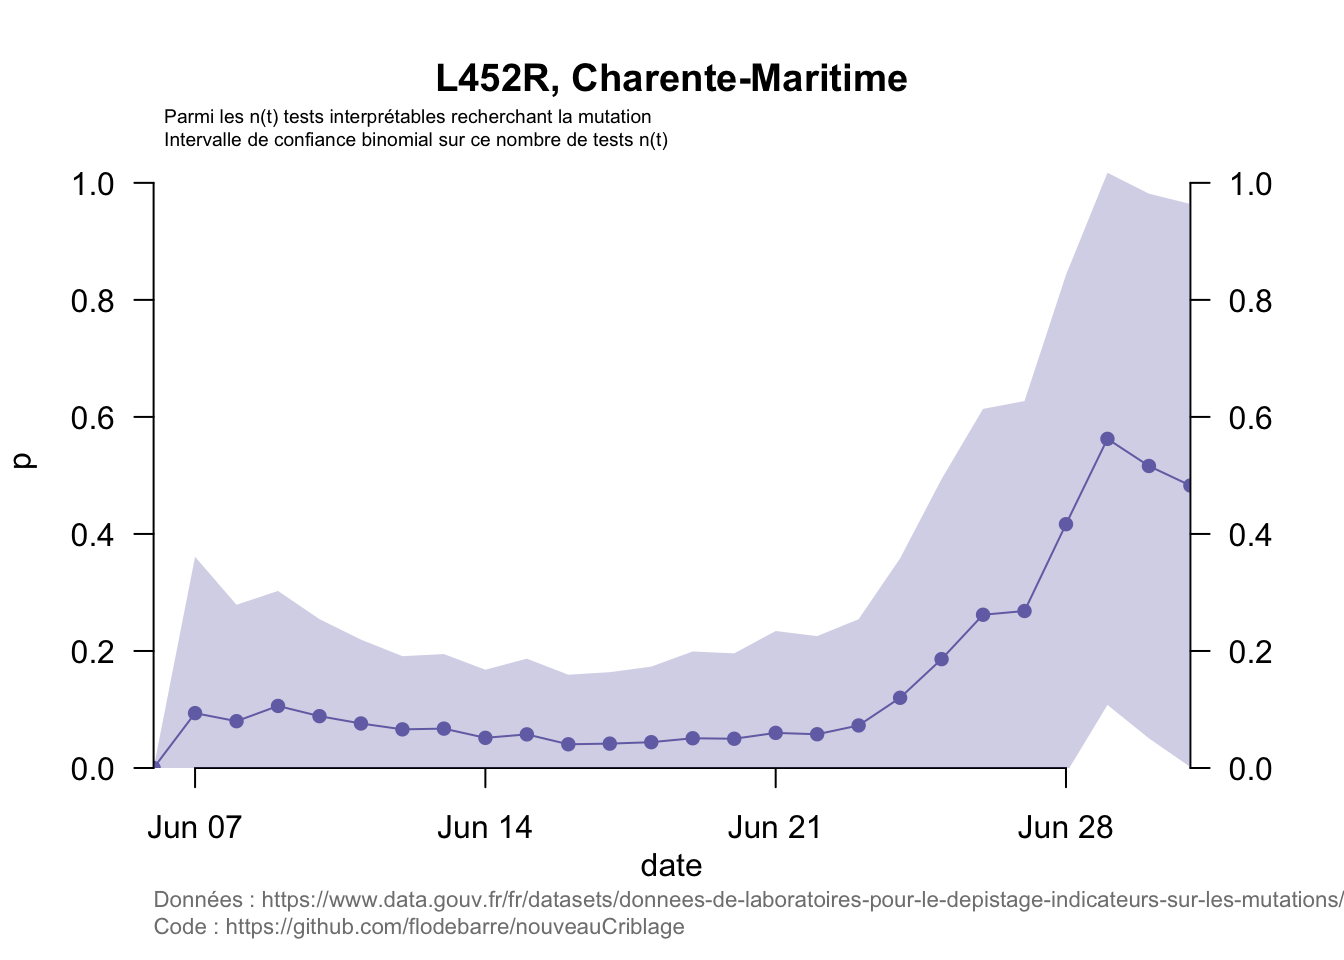 L452R, Charente-Maritime
Parmi les n(t) tests interprétables recherchant la mutation
Intervalle de confiance binomial sur ce nombre de tests n(t)
1.0 1.0
0.8 0.8
0.6 0.6
p
0.4 0.4
0.2 0.2
0.0 0.0
Jun 07 Jun 14 Jun 21 Jun 28
date
Données : https://www.data.gouv.fr/fr/datasets/donnees-de-laboratoires-pour-le-depistage-indicateurs-sur-les-mutations/
Code : https://github.com/flodebarre/nouveauCriblage